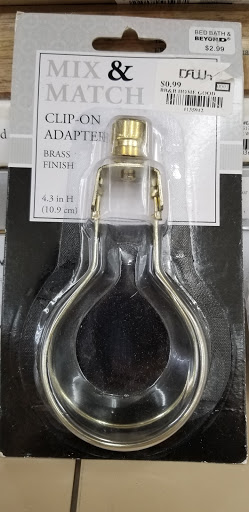 BED BATH &
BEYOND
$2.99
MIX &
MATCH
$0.99
BB&B HOME GOOD
CLIP-ON
ADAPTER
BRASS
FINISH
4.3 in H
(10.9 cm)